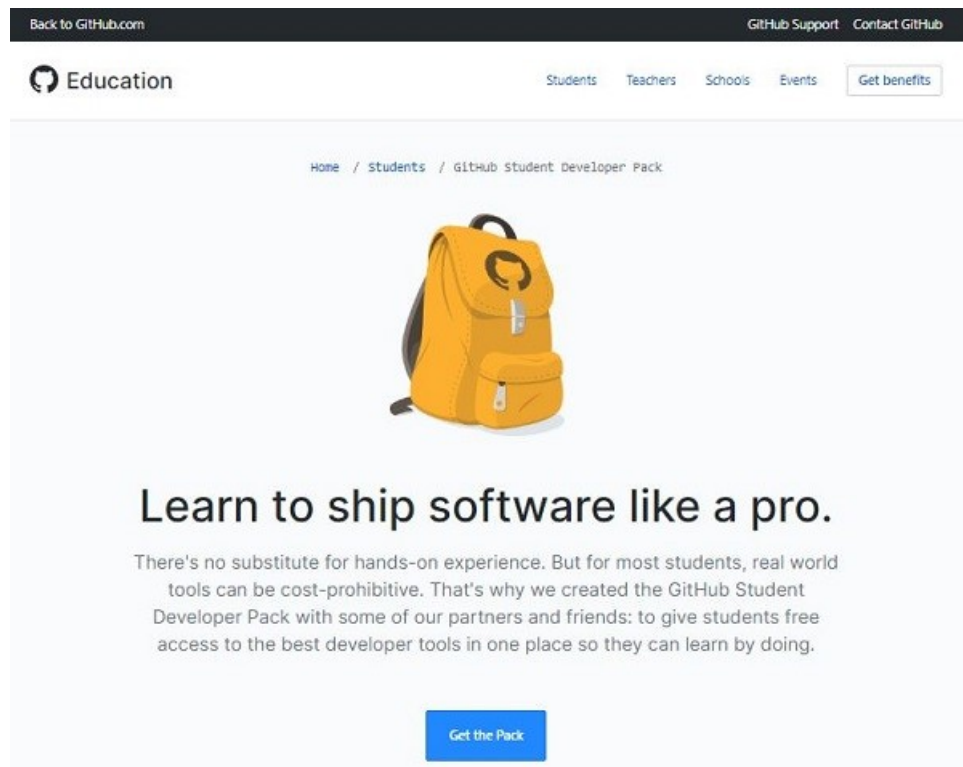 Back to GitHub.com GitHub Support Contact GitHub
Education Students Teachers Schools Events Get benefits
Home / Students / GitHub Student Developer Pack
Learn to ship software like a pro.
There's no substitute for hands-on experience. But for most students, real world
tools can be cost-prohibitive. That's why we created the GitHub Student
Developer Pack with some of our partners and friends: to give students free
access to the best developer tools in one place so they can learn by doing.
Get the Pack